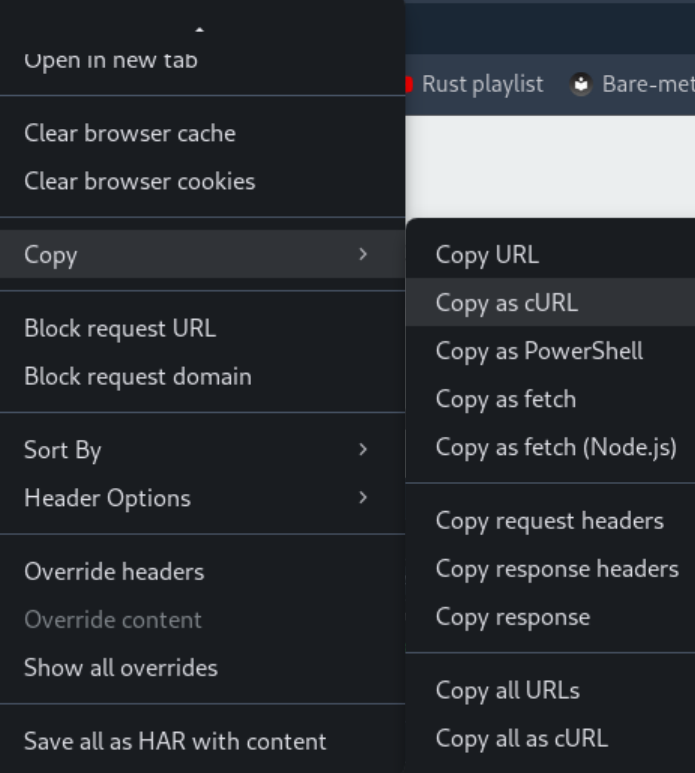 Open in new tab
Rust playlist
Bare-met
Clear browser cache
Clear browser cookies
Copy
Block request URL
Block request domain
Sort By
Header Options
Override headers
Override content
Show all overrides
Save all as HAR with content
Copy URL
Copy as cURL
Copy as PowerShell
Copy as fetch
Copy as fetch (Node.js)
Copy request headers
Copy response headers
Copy response
Copy all URLs
Copy all as cURL